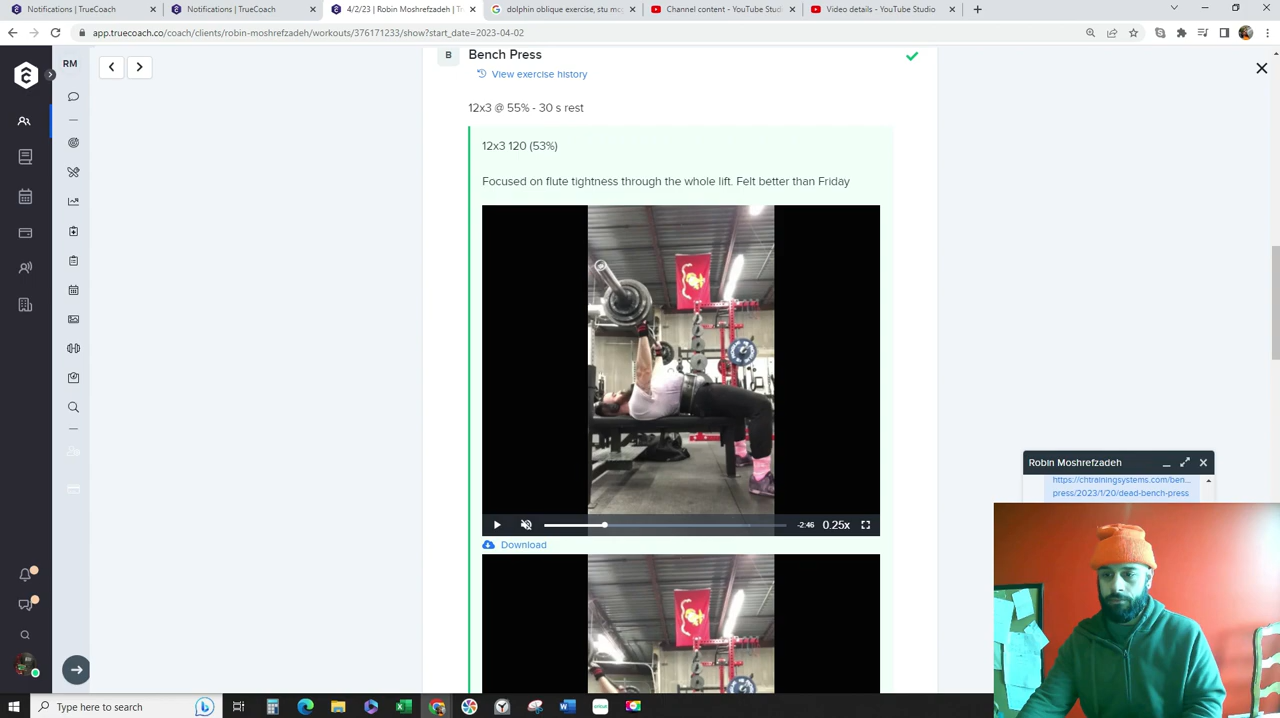 Notifications | TrueCoach
Notifications | TrueCoach
4/2/23 | Robin Moshrefzadeh | Tr
dolphin oblique exercise, stu mc
Channel content - YouTube Studi
Video details - YouTube Studio
app.truecoach.co/coach/clients/robin-moshrefzadeh/workouts/376171233/show?start_date=2023-04-02
RM
B
Bench Press
View exercise history
12x3 @ 55% - 30 s rest
12x3 120 (53%)
Focused on flute tightness through the whole lift. Felt better than Friday
-2:46
0.25x
Download
Robin Moshrefzadeh
https://chtrainingsystems.com/ben...
press/2023/1/20/dead-bench-press
Type here to search